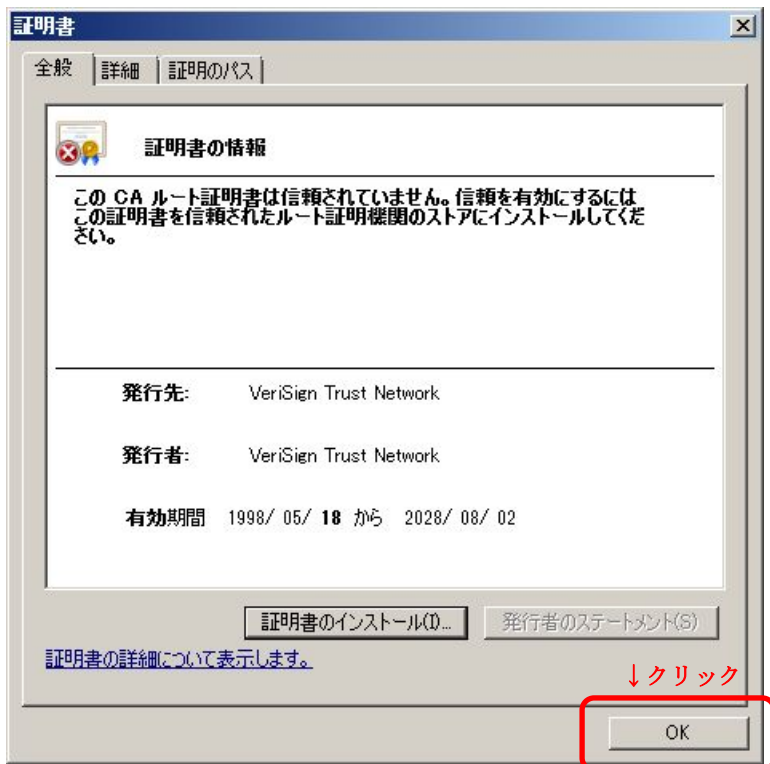 証明書
全般 詳細 証明のパス
証明書の情報
この CA ルート証明書は信頼されていません。信頼を有効にするには
この証明書を信頼されたルート証明機関のストアにインストールしてくだ
さい。
発行先: VeriSign Trust Network
発行者: VeriSign Trust Network
有効期間 1998/ 05/ 18 から 2028/ 08/ 02
証明書のインストール(I)... 発行者のステートメント(S)
証明書の詳細について表示します。
↓クリック
OK